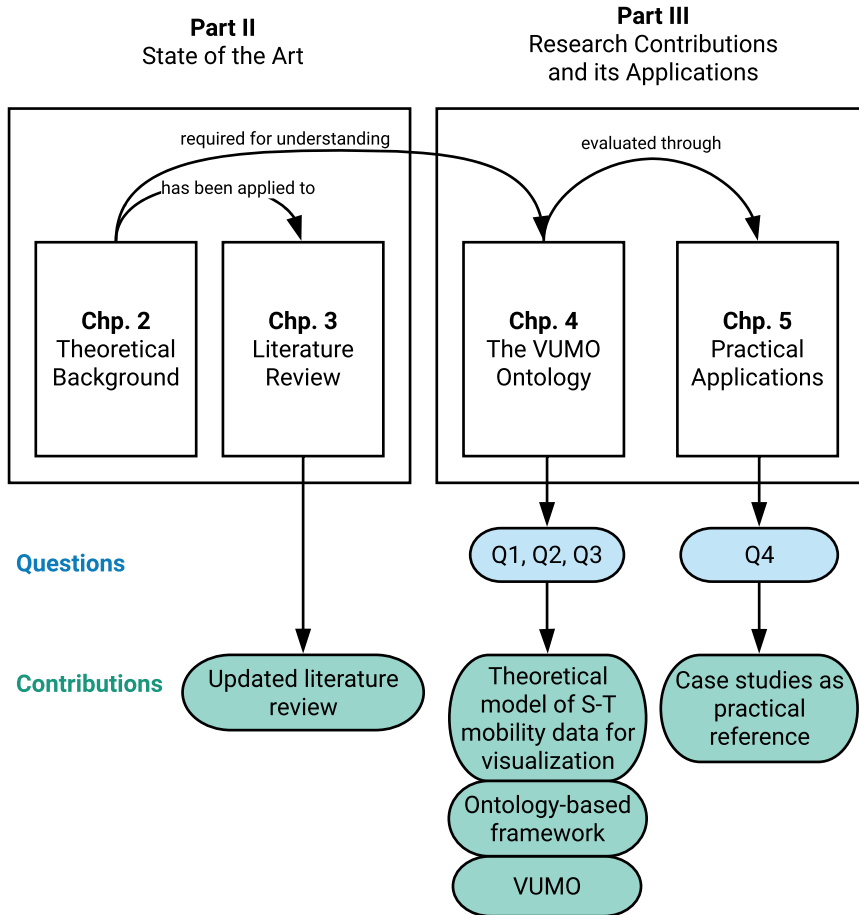 Part II
State of the Art
Part III
Research Contributions
and its Applications
required for understanding
has been applied to
evaluated through
Chp. 2
Theoretical
Background
Chp. 3
Literature
Review
Chp. 4
The VUMO
Ontology
Chp. 5
Practical
Applications
Questions
Q1, Q2, Q3
Q4
Contributions
Updated literature
review
Theoretical
model of S-T
mobility data for
visualization
Ontology-based
framework
VUMO
Case studies as
practical
reference